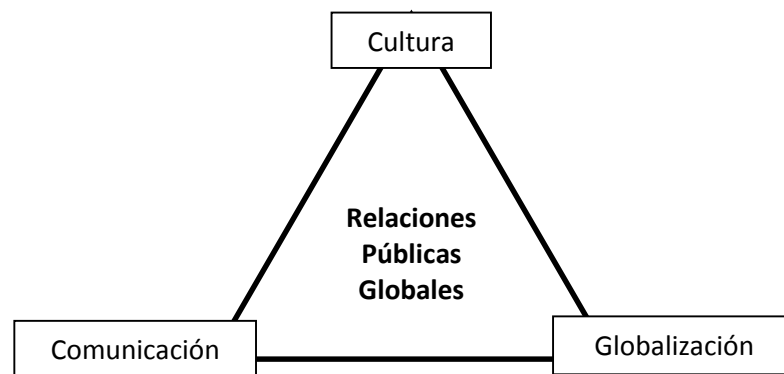 Cultura
Relaciones
Públicas
Globales
Comunicación
Globalización